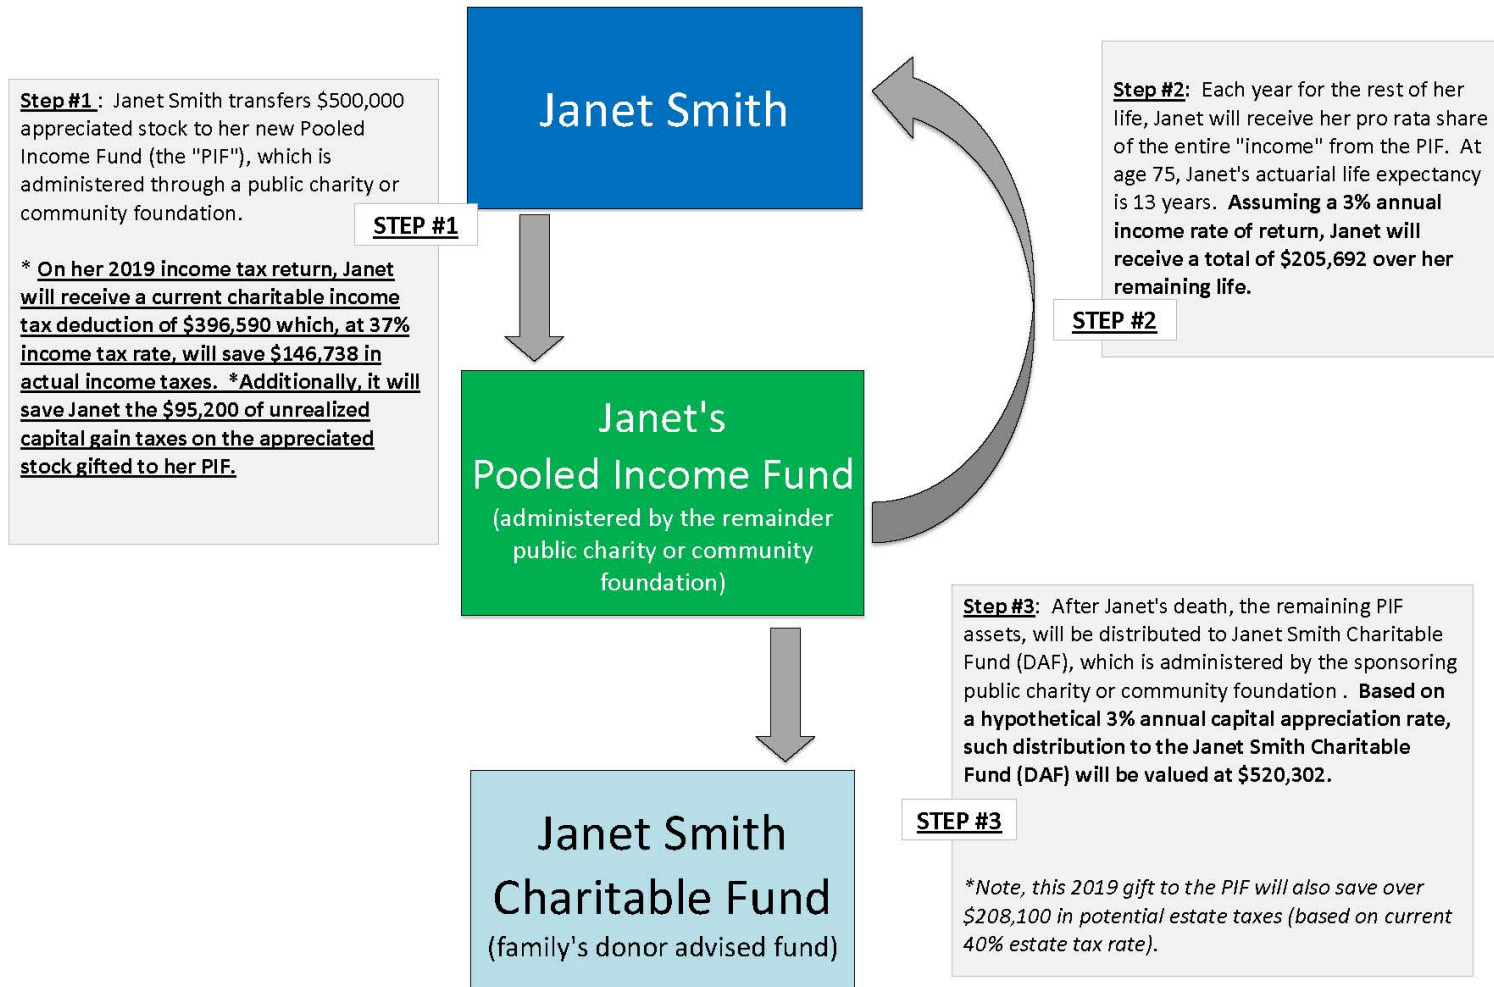 Janet Smith
Step #1 :  Janet Smith transfers $500,000
appreciated stock to her new Pooled
Income Fund (the "PIF"), which is
administered through a public charity or
community foundation.
* On her 2019 income tax return, Janet
will receive a current charitable income
tax deduction of $396,590 which, at 37%
income tax rate, will save $146,738 in
actual income taxes.  *Additionally, it will
save Janet the $95,200 of unrealized
capital gain taxes on the appreciated
stock gifted to her PIF.
STEP #1
Step #2:  Each year for the rest of her
life, Janet will receive her pro rata share
of the entire "income" from the PIF.  At
age 75, Janet's actuarial life expectancy
is 13 years.  Assuming a 3% annual
income rate of return, Janet will
receive a total of $205,692 over her
remaining life.
STEP #2
Janet's
Pooled Income Fund
(administered by the remainder
public charity or community
foundation)
Step #3:  After Janet's death, the remaining PIF
assets, will be distributed to Janet Smith Charitable
Fund (DAF), which is administered by the sponsoring
public charity or community foundation .  Based on
a hypothetical 3% annual capital appreciation rate,
such distribution to the Janet Smith Charitable
Fund (DAF) will be valued at $520,302.
STEP #3
*Note, this 2019 gift to the PIF will also save over
$208,100 in potential estate taxes (based on current
40% estate tax rate).
Janet Smith
Charitable Fund
(family's donor advised fund)